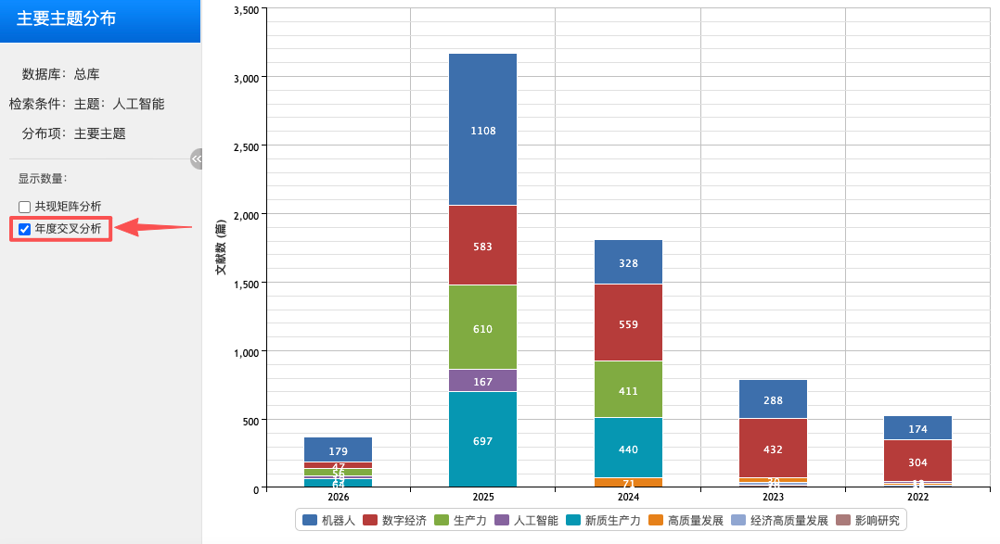 主要主题分布
数据库：总库
检索条件：主题：人工智能
分布项：主要主题
显示数量：
共现矩阵分析
年度交叉分析
文献数 (篇)
3,500
3,000
2,500
2,000
1,500
1,000
500
0
179
47
56
64
1108
583
610
167
697
328
559
411
440
71
288
432
174
304
2026 2025 2024 2023 2022
机器人 数字经济 生产力 人工智能 新质生产力 高质量发展 经济高质量发展 影响研究